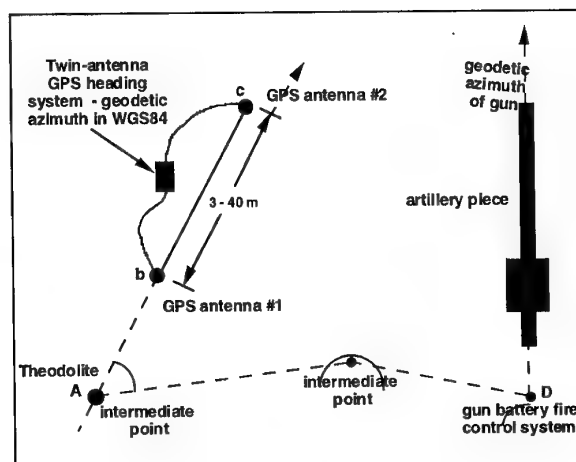 Twin-antenna
GPS heading
system - geodetic
azimuth in WGS84
c
GPS antenna #2
3 - 40 m
b
GPS antenna #1
Theodolite
A
intermediate
point
intermediate
point
geodetic
azimuth
of gun
artillery piece
D
gun battery fire
control system